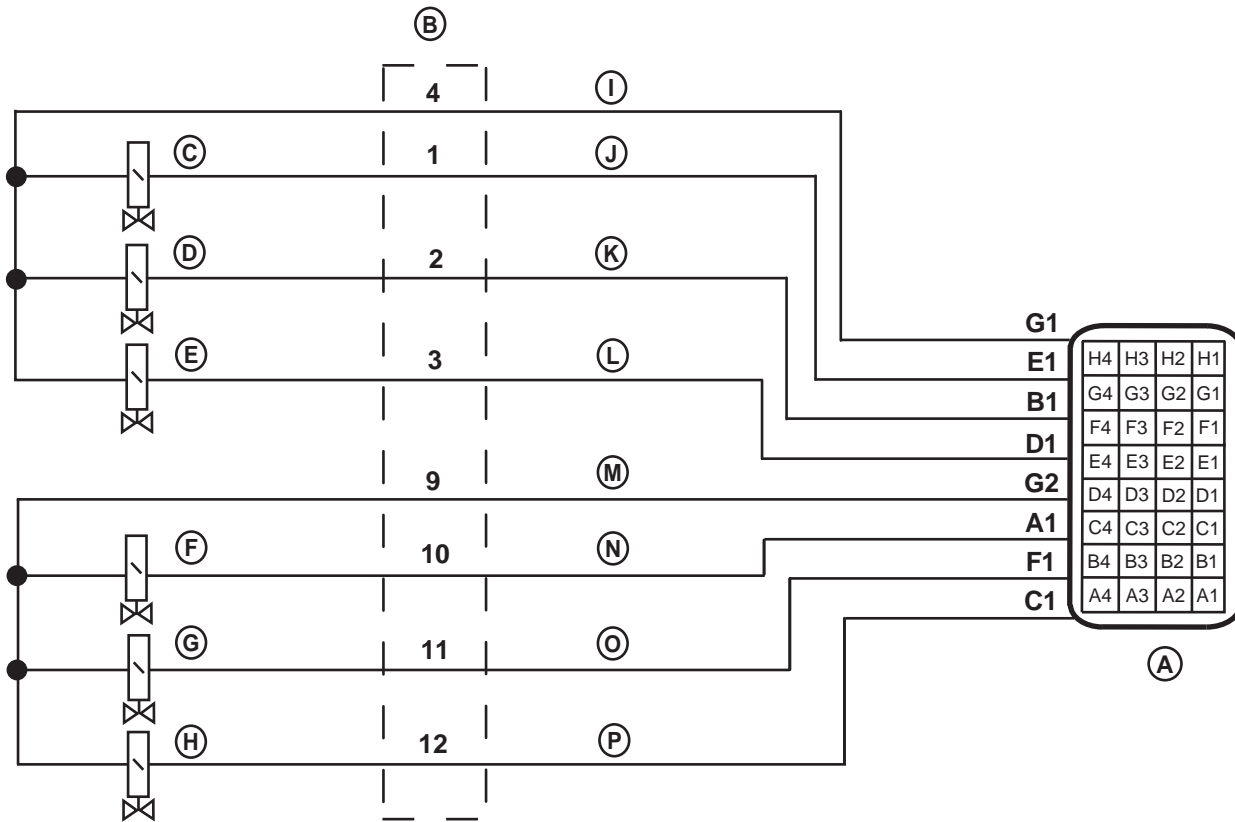 B
4 I
C 1 J
D 2 K
E 3 L
G1
E1
B1
D1
9 M G2
F 10 N A1
F1
C1
G 11 O
H 12 P
H4 H3 H2 H1
G4 G3 G2 G1
F4 F3 F2 F1
E4 E3 E2 E1
D4 D3 D2 D1
C4 C3 C2 C1
B4 B3 B2 B1
A4 A3 A2 A1
A